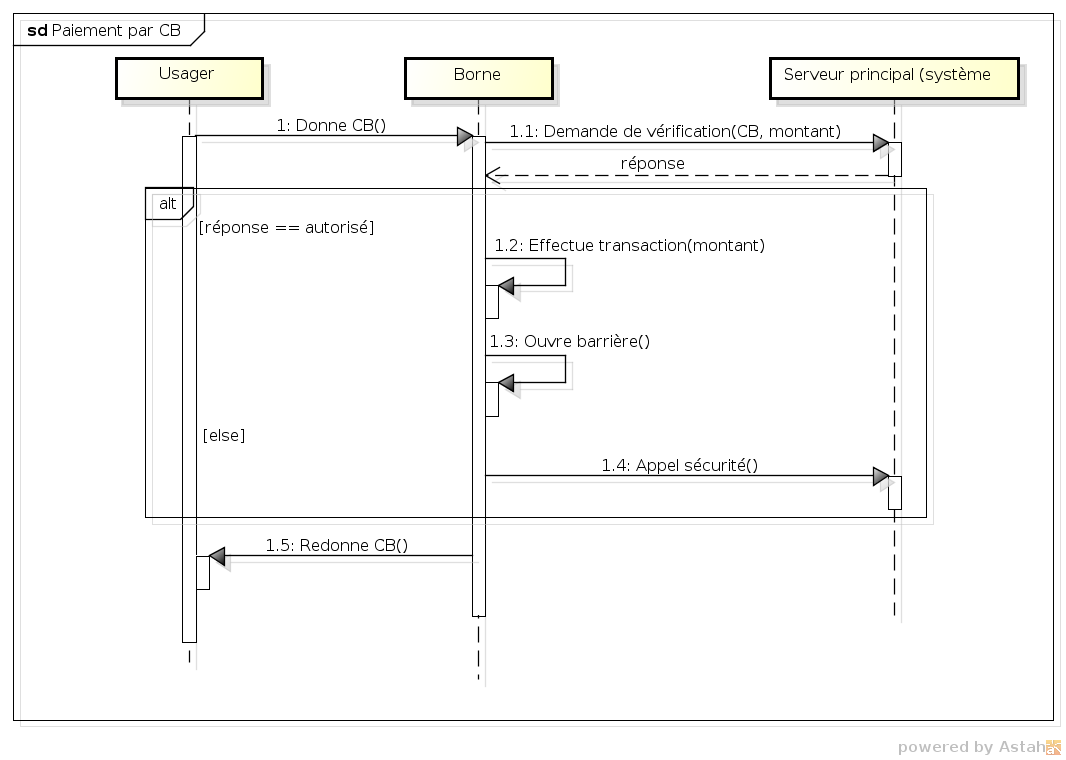 sd Paiement par CB
Usager
Borne
Serveur principal (système
1: Donne CB()
1.1: Demande de vérification(CB, montant)
réponse
alt
[réponse == autorisé]
1.2: Effectue transaction(montant)
1.3: Ouvre barrière()
[else]
1.4: Appel sécurité()
1.5: Redonne CB()
powered by Astah